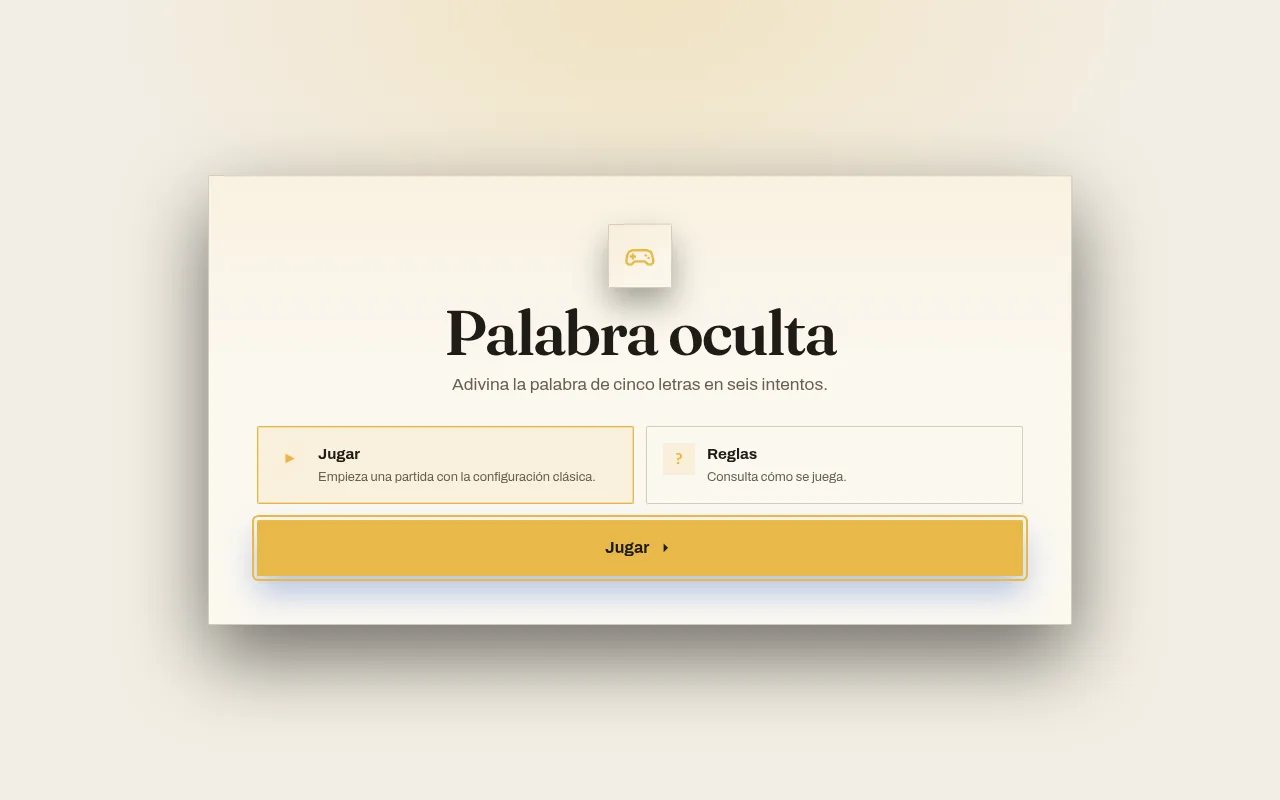 Palabra oculta
Adivina la palabra de cinco letras en seis intentos.
Jugar
Empieza una partida con la configuración clásica.
?
Reglas
Consulta cómo se juega.
Jugar